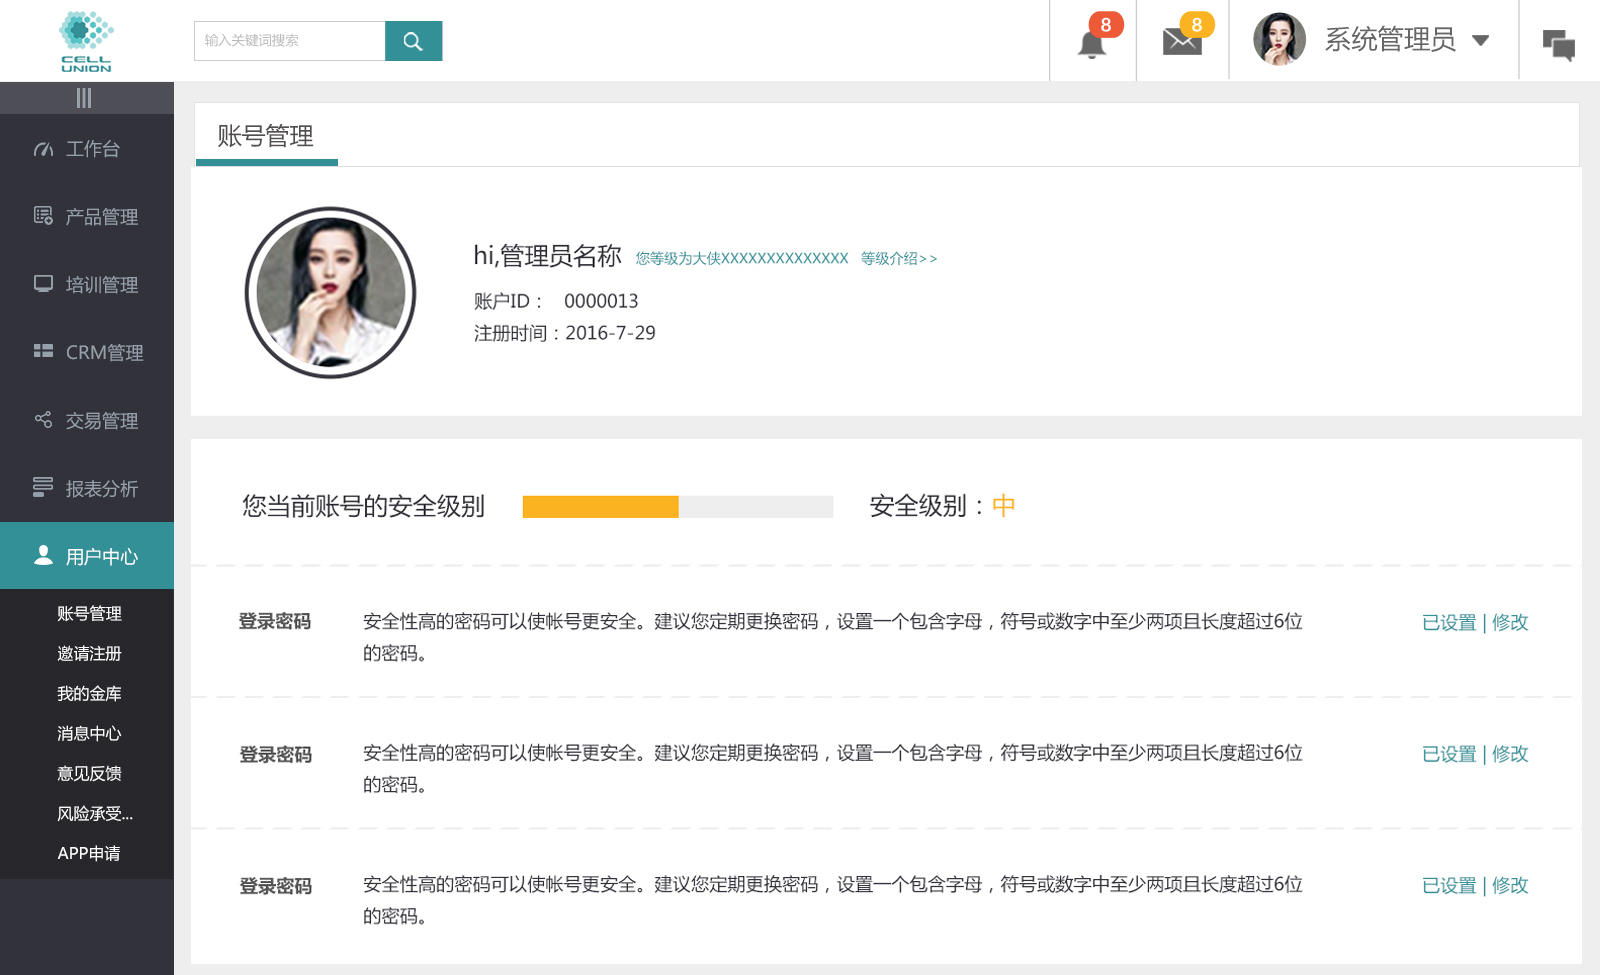 CELL
UNION
输入关键词搜索
8
8
系统管理员
工作台
产品管理
培训管理
CRM管理
交易管理
报表分析
用户中心
账号管理
邀请注册
我的金库
消息中心
意见反馈
风险承受...
APP申请
账号管理
hi,管理员名称 您等级为大侠XXXXXXXXXXXXXX 等级介绍>>
账户ID： 0000013
注册时间：2016-7-29
您当前账号的安全级别 安全级别：中
登录密码 安全性高的密码可以使帐号更安全。建议您定期更换密码，设置一个包含字母，符号或数字中至少两项且长度超过6位 已设置 | 修改
的密码。
登录密码 安全性高的密码可以使帐号更安全。建议您定期更换密码，设置一个包含字母，符号或数字中至少两项且长度超过6位 已设置 | 修改
的密码。
登录密码 安全性高的密码可以使帐号更安全。建议您定期更换密码，设置一个包含字母，符号或数字中至少两项且长度超过6位 已设置 | 修改
的密码。